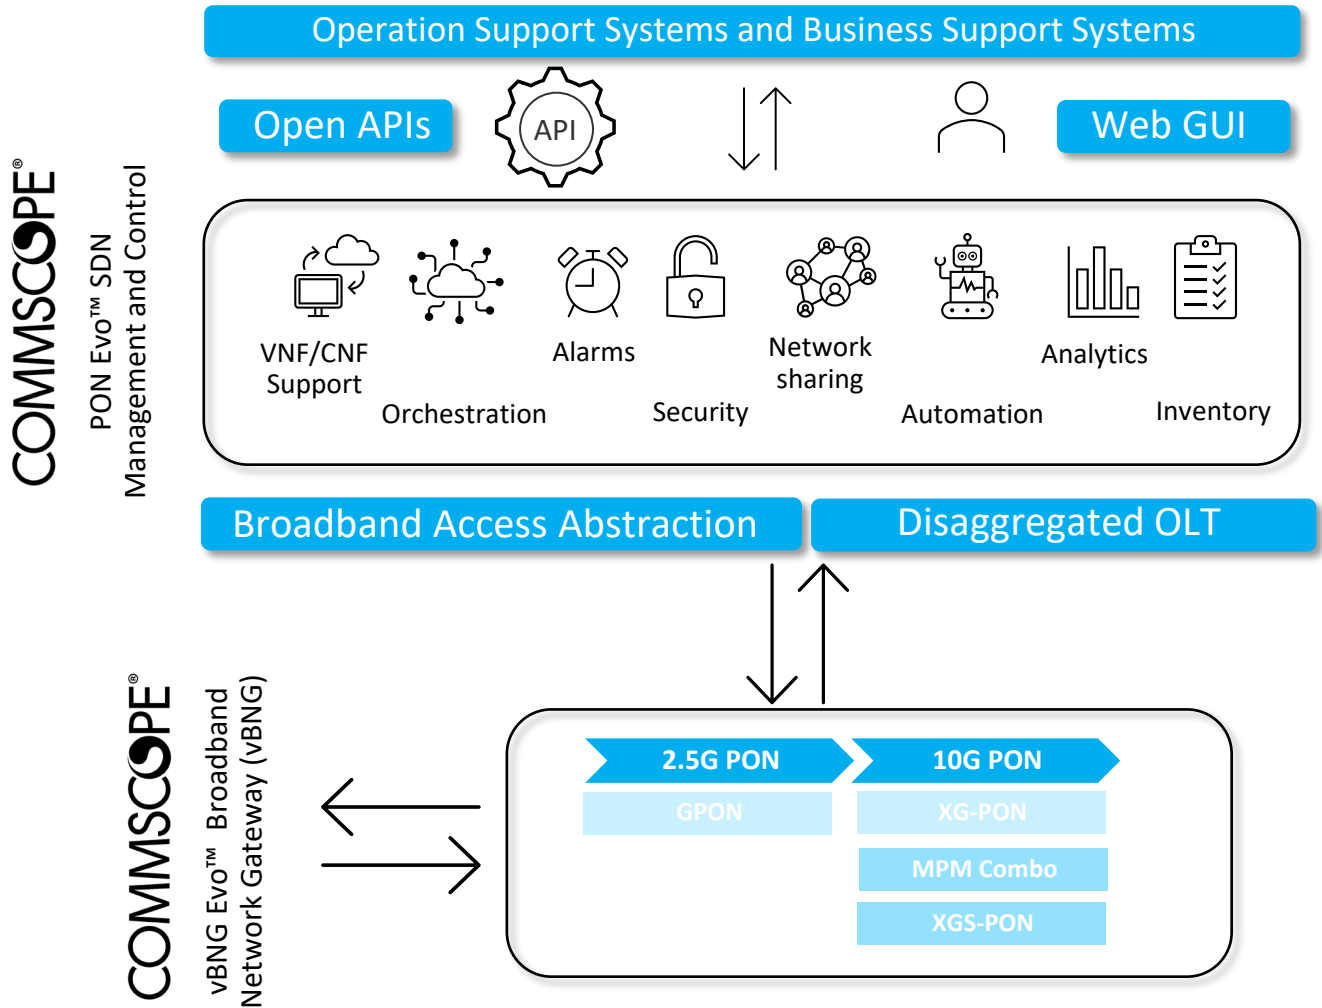 Operation Support Systems and Business Support Systems
Open APIs
API
Web GUI
COMMSCOPE®
PON Evo™ SDN
Management and Control
VNF/CNF
Support
Orchestration
Alarms
Security
Network
sharing
Automation
Analytics
Inventory
Broadband Access Abstraction
Disaggregated OLT
COMMSCOPE®
vBNG Evo™ Broadband
Network Gateway (vBNG)
2.5G PON
10G PON
GPON
XG-PON
MPM Combo
XGS-PON